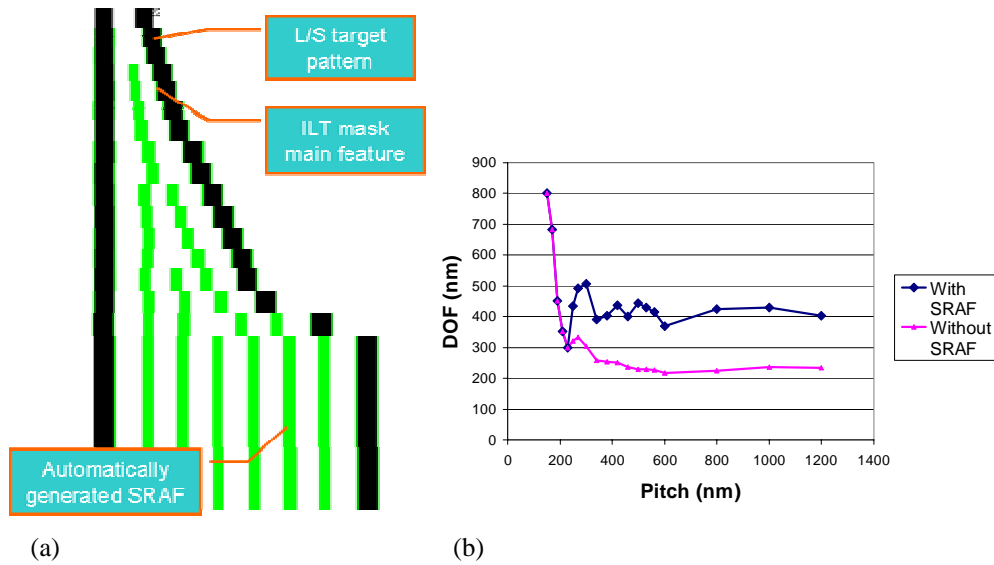 L/S target
pattern
ILT mask
main feature
Automatically
generated SRAF
(a)
900
800
700
600
500
400
300
200
100
0
DOF (nm)
0 200 400 600 800 1000 1200 1400
Pitch (nm)
With
SRAF
Without
SRAF
(b)